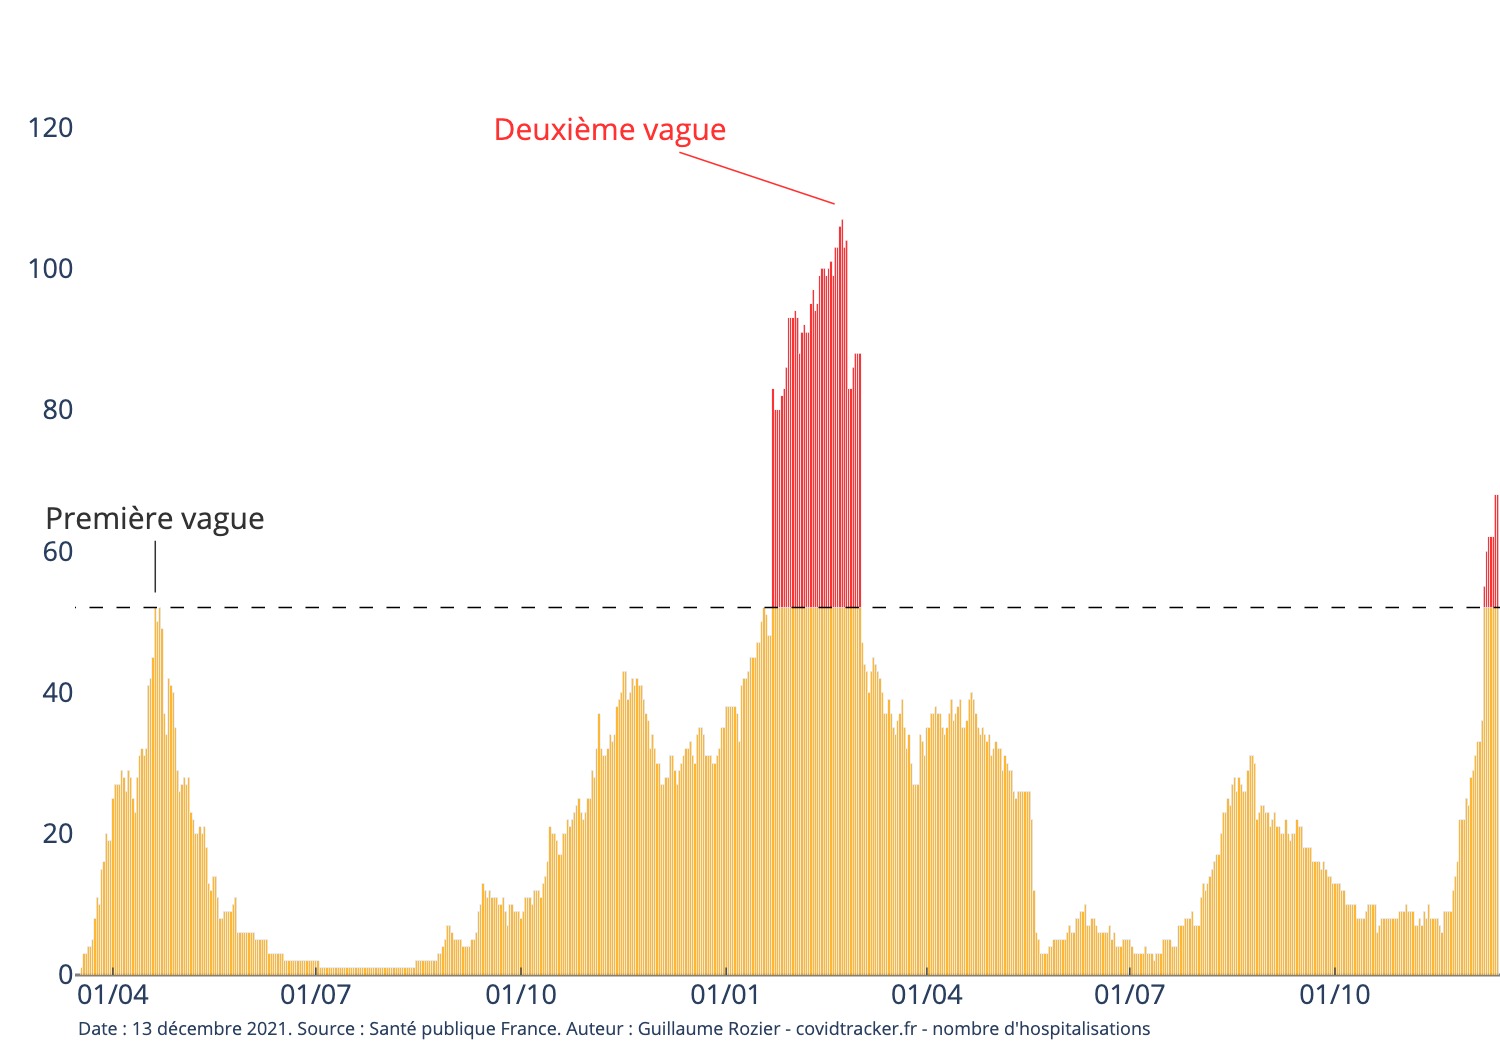 120
Deuxième vague
100
80
Première vague
60
40
20
0
01/04 01/07 01/10 01/01 01/04 01/07 01/10
Date : 13 décembre 2021. Source : Santé publique France. Auteur : Guillaume Rozier - covidtracker.fr - nombre d'hospitalisations